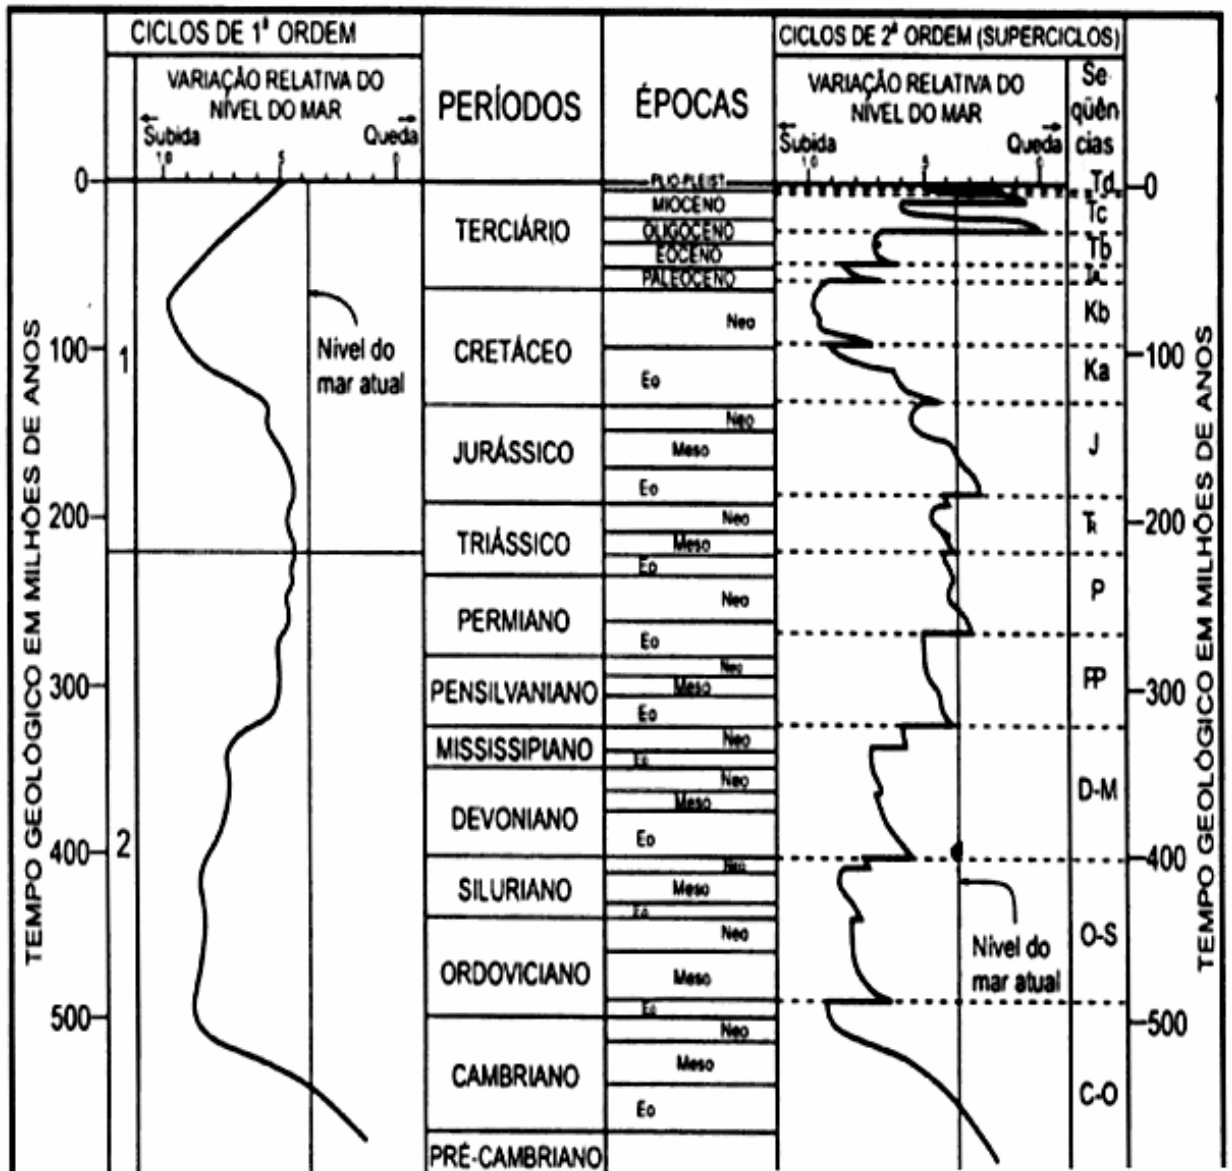 CICLOS DE 1ª ORDEM
VARIAÇÃO RELATIVA DO
NÍVEL DO MAR
Subida
Queda
1,0
5
0
PERÍODOS
ÉPOCAS
CICLOS DE 2ª ORDEM (SUPERCICLOS)
VARIAÇÃO RELATIVA DO
NÍVEL DO MAR
Subida
Queda
1,0
5
0
Se
qüên
cias
TEMPO GEOLÓGICO EM MILHÕES DE ANOS
0
100
200
300
400
500
1
2
Nível do
mar atual
TERCIÁRIO
CRETÁCEO
JURÁSSICO
TRIÁSSICO
PERMIANO
PENSILVANIANO
MISSISSIPIANO
DEVONIANO
SILURIANO
ORDOVICIANO
CAMBRIANO
PRÉ-CAMBRIANO
PLIO-PLEIST
MIOCENO
OLIGOCENO
EOCENO
PALEOCENO
Neo
Eo
Neo
Meso
Eo
Neo
Meso
Eo
Neo
Eo
Neo
Meso
Eo
Neo
Eo
Neo
Meso
Eo
Neo
Meso
Eo
Neo
Meso
Eo
Neo
Meso
Eo
Nível do
mar atual
Td
Tc
Tb
Ta
Kb
Ka
J
P
PP
D-M
O-S
C-O
0
100
200
300
400
500
TEMPO GEOLÓGICO EM MILHÕES DE ANOS